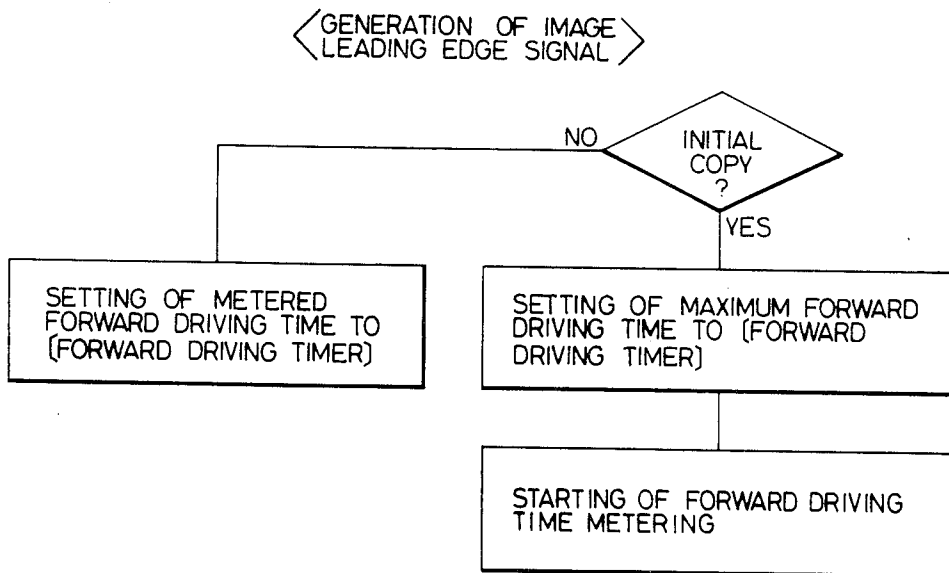 GENERATION OF IMAGE
LEADING EDGE SIGNAL
NO
INITIAL
COPY
?
YES
SETTING OF METERED
FORWARD DRIVING TIME TO
[FORWARD DRIVING TIMER]
SETTING OF MAXIMUM FORWARD
DRIVING TIME TO [FORWARD
DRIVING TIMER]
STARTING OF FORWARD DRIVING
TIME METERING